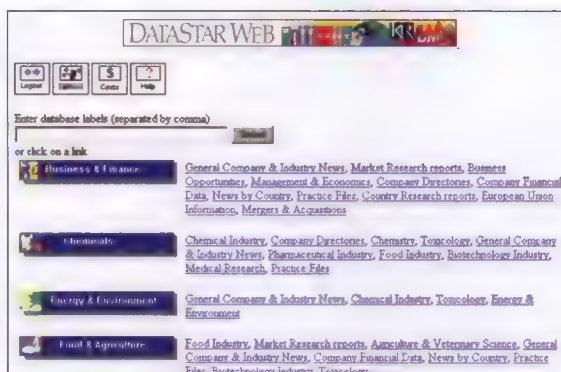 DATASTAR WEB KR
Logout Costs Help
Enter database labels (separated by comma)
or click on a link
Business & Finance
General Company & Industry News, Market Research reports, Business
Opportunities, Management & Economics, Company Directories, Company Financial
Data, News by Country, Practice Files, Country Research reports, European Union
Information, Mergers & Acquisitions
Chemicals
Chemical Industry, Company Directories, Chemistry, Toxicology, General Company
& Industry News, Pharmaceutical Industry, Food Industry, Biotechnology Industry,
Medical Research, Practice Files
Energy & Environment
General Company & Industry News, Chemical Industry, Toxicology, Energy &
Environment
Food & Agriculture
Food Industry, Market Research reports, Agriculture & Veterinary Science, General
Company & Industry News, Company Financial Data, News by Country, Practice
Files, Biotechnology Industry, Toxicology